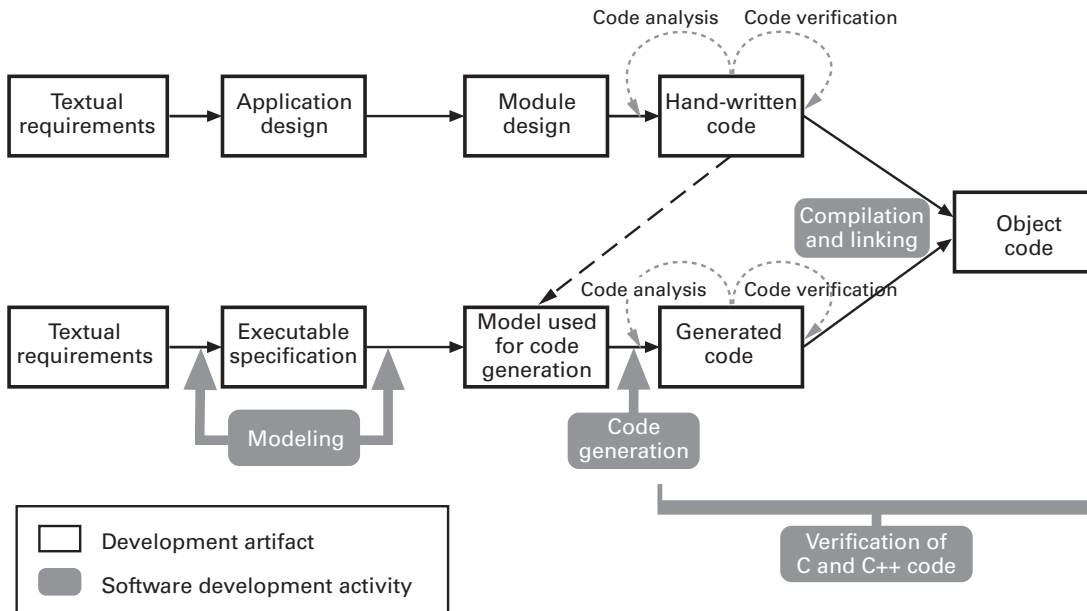 Code analysis
Code verification
Textual
requirements
Application
design
Module
design
Hand-written
code
Compilation
and linking
Object
code
Code analysis
Code verification
Textual
requirements
Executable
specification
Model used
for code
generation
Generated
code
Modeling
Code
generation
Development artifact
Software development activity
Verification of
C and C++ code